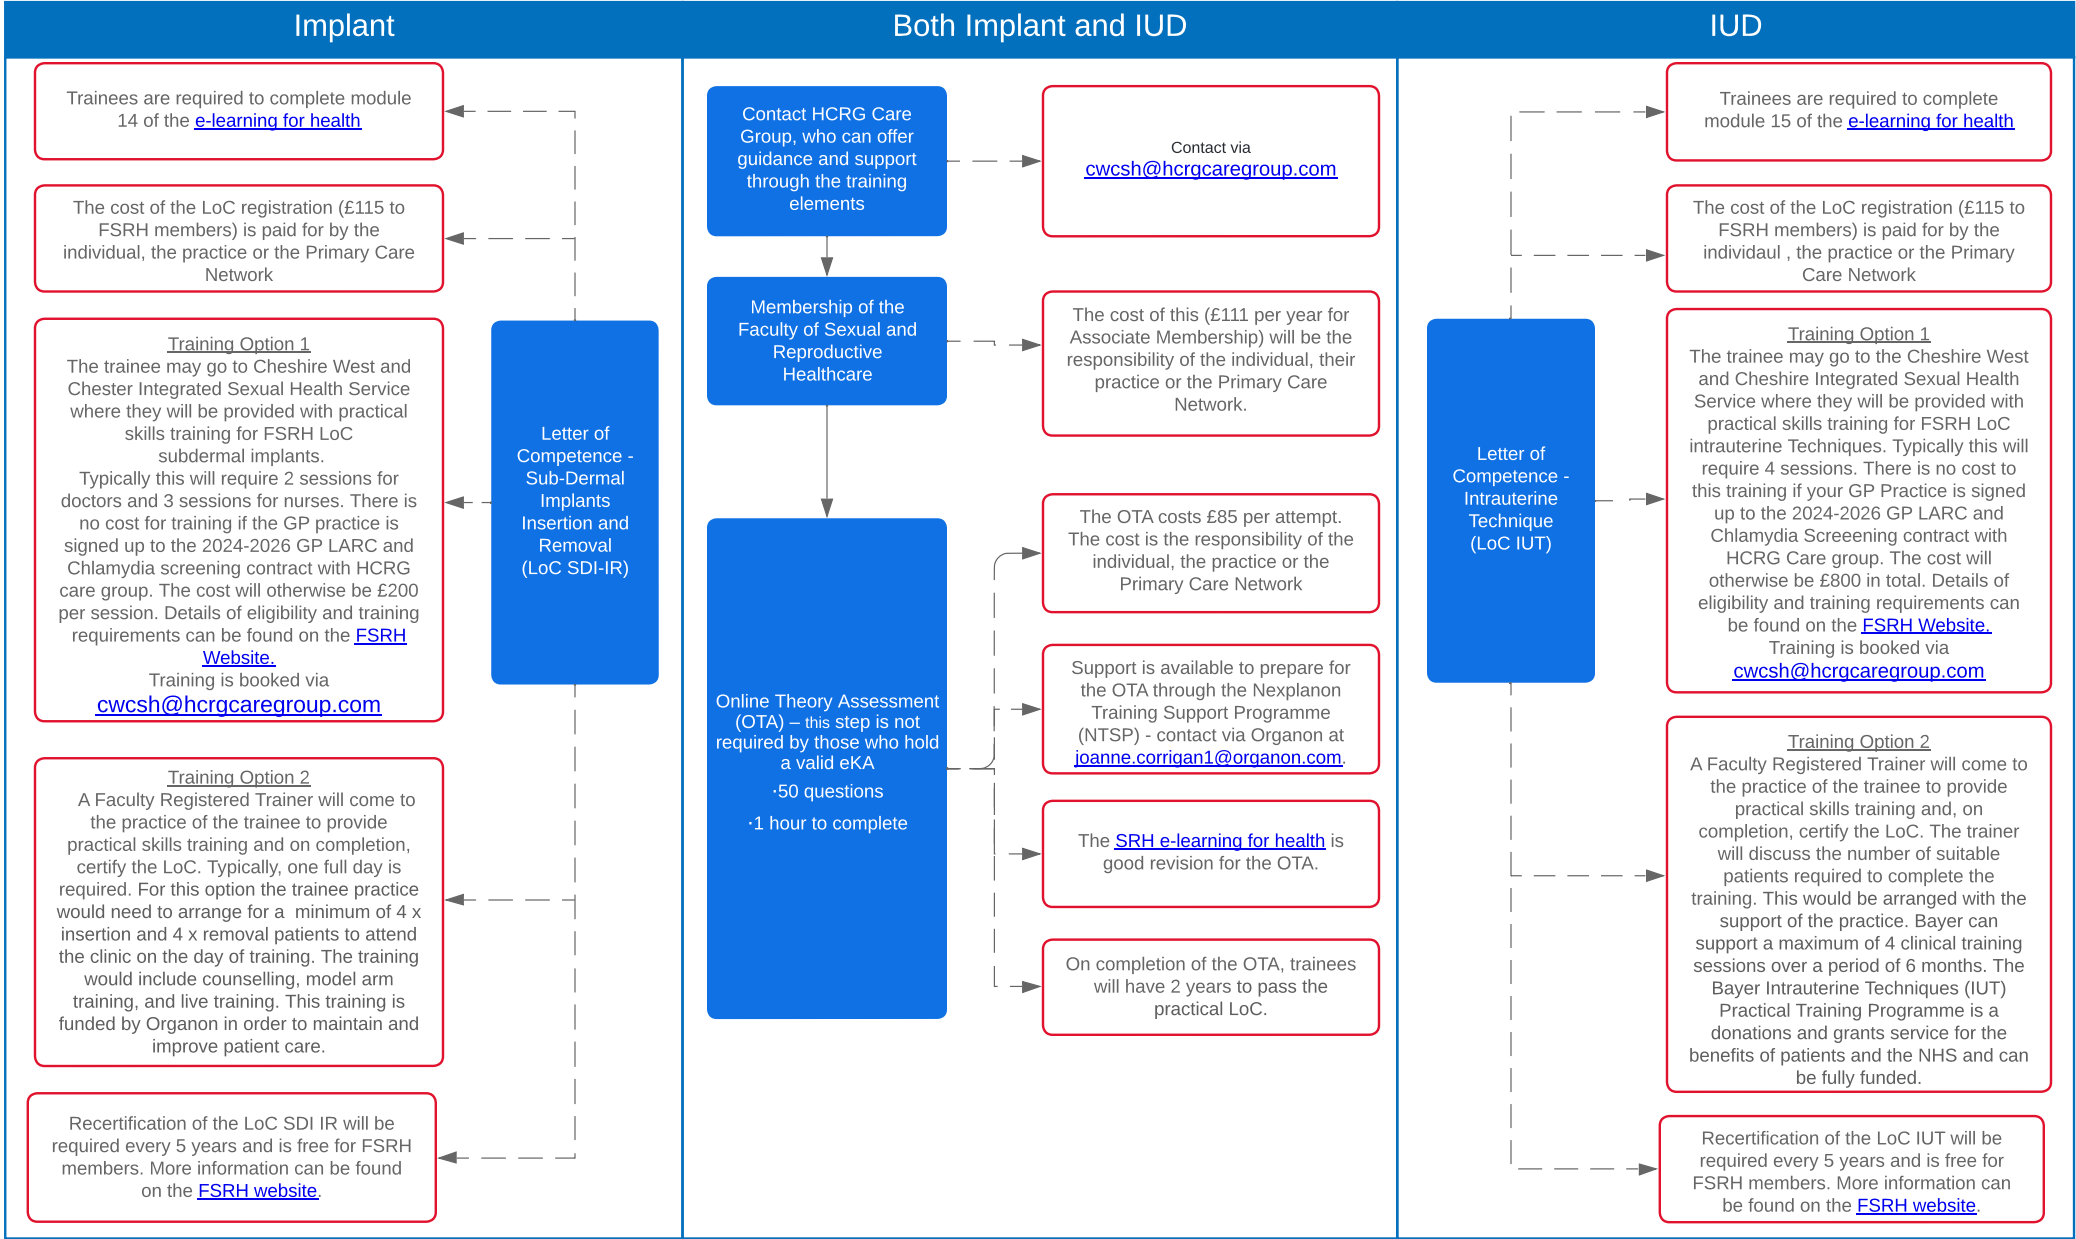 Implant
Both Implant and IUD
IUD
Trainees are required to complete module
14 of the e-learning for health
The cost of the LoC registration (£115 to
FSRH members) is paid for by the
individual, the practice or the Primary Care
Network
Training Option 1
The trainee may go to Cheshire West and
Chester Integrated Sexual Health Service
where they will be provided with practical
skills training for FSRH LoC
subdermal implants.
Typically this will require 2 sessions for
doctors and 3 sessions for nurses. There is
no cost for training if the GP practice is
signed up to the 2024-2026 GP LARC and
Chlamydia screening contract with HCRG
care group. The cost will otherwise be £200
per session. Details of eligibility and training
requirements can be found on the FSRH
Website.
Training is booked via
cwcsh@hcrgcaregroup.com
Training Option 2
A Faculty Registered Trainer will come to
the practice of the trainee to provide
practical skills training and on completion,
certify the LoC. Typically, one full day is
required. For this option the trainee practice
would need to arrange for a  minimum of 4 x
insertion and 4 x removal patients to attend
the clinic on the day of training. The training
would include counselling, model arm
training, and live training. This training is
funded by Organon in order to maintain and
improve patient care.
Recertification of the LoC SDI IR will be
required every 5 years and is free for FSRH
members. More information can be found
on the FSRH website.
Letter of
Competence -
Sub-Dermal
Implants
Insertion and
Removal
(LoC SDI-IR)
Contact HCRG Care
Group, who can offer
guidance and support
through the training
elements
Contact via
cwcsh@hcrgcaregroup.com
Membership of the
Faculty of Sexual and
Reproductive
Healthcare
The cost of this (£111 per year for
Associate Membership) will be the
responsibility of the individual, their
practice or the Primary Care
Network.
Online Theory Assessment
(OTA) – this step is not
required by those who hold
a valid eKA
·50 questions
·1 hour to complete
The OTA costs £85 per attempt.
The cost is the responsibility of the
individual, the practice or the
Primary Care Network
Support is available to prepare for
the OTA through the Nexplanon
Training Support Programme
(NTSP) - contact via Organon at
joanne.corrigan1@organon.com.
The SRH e-learning for health is
good revision for the OTA.
On completion of the OTA, trainees
will have 2 years to pass the
practical LoC.
Letter of
Competence -
Intrauterine
Technique
(LoC IUT)
Trainees are required to complete
module 15 of the e-learning for health
The cost of the LoC registration (£115 to
FSRH members) is paid for by the
individaul , the practice or the Primary
Care Network
Training Option 1
The trainee may go to the Cheshire West
and Cheshire Integrated Sexual Health
Service where they will be provided with
practical skills training for FSRH LoC
intrauterine Techniques. Typically this will
require 4 sessions. There is no cost to
this training if your GP Practice is signed
up to the 2024-2026 GP LARC and
Chlamydia Screeening contract with
HCRG Care group. The cost will
otherwise be £800 in total. Details of
eligibility and training requirements can
be found on the FSRH Website.
Training is booked via
cwcsh@hcrgcaregroup.com
Training Option 2
A Faculty Registered Trainer will come to
the practice of the trainee to provide
practical skills training and, on
completion, certify the LoC. The trainer
will discuss the number of suitable
patients required to complete the
training. This would be arranged with the
support of the practice. Bayer can
support a maximum of 4 clinical training
sessions over a period of 6 months. The
Bayer Intrauterine Techniques (IUT)
Practical Training Programme is a
donations and grants service for the
benefits of patients and the NHS and can
be fully funded.
Recertification of the LoC IUT will be
required every 5 years and is free for
FSRH members. More information can
be found on the FSRH website.